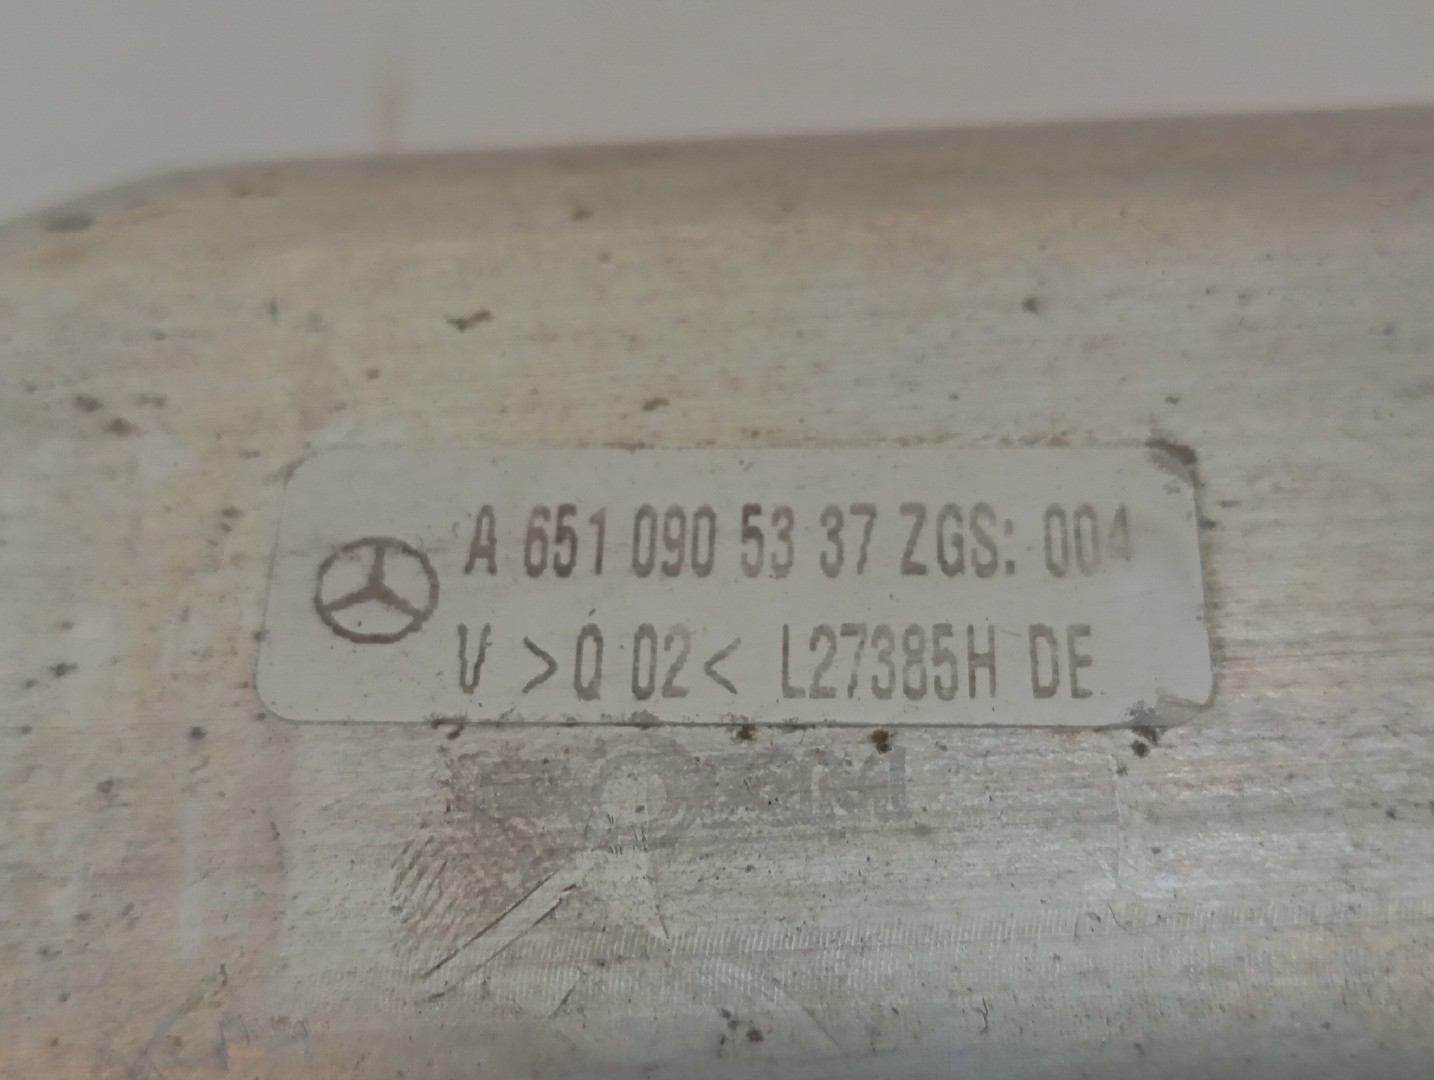 A 651 090 53 37 ZGS: 004
V >Q 02< L27385H DE